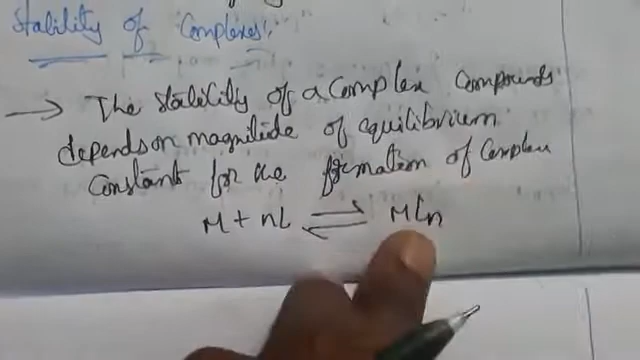 Stability of Complexes:
→ The stability of a complex compounds
depends on magnitude of equilibrium
constant for the formation of complex
M + nL ⇌ MLn